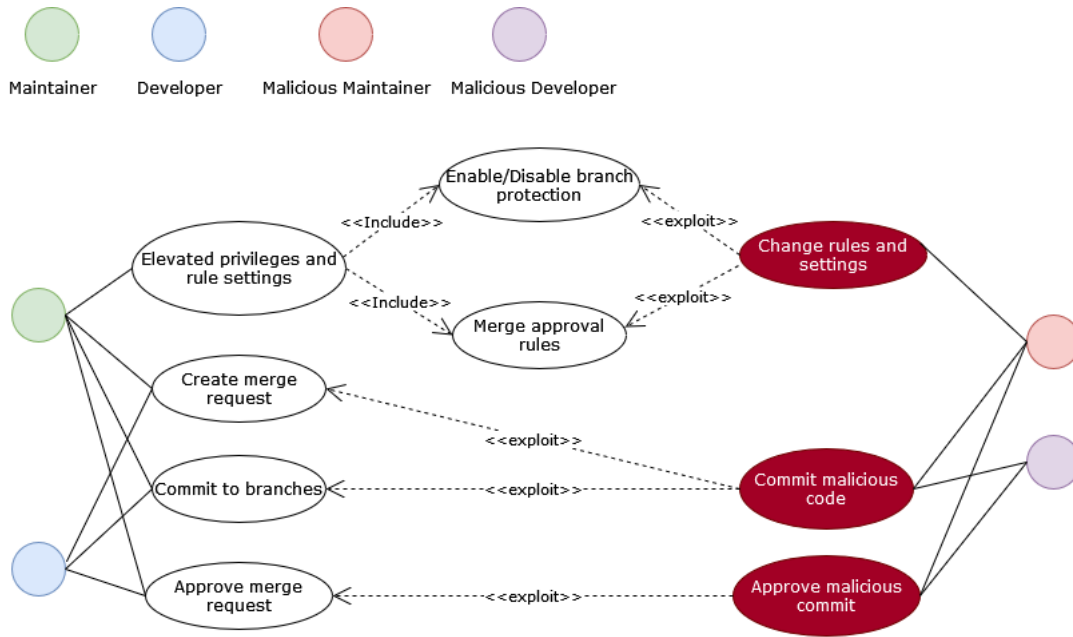 Maintainer
Developer
Malicious Maintainer
Malicious Developer
Enable/Disable branch
protection
<<Include>>
<<exploit>>
Elevated privileges and
rule settings
Change rules and
settings
<<Include>>
<<exploit>>
Merge approval
rules
Create merge
request
<<exploit>>
Commit to branches
<<exploit>>
Commit malicious
code
Approve merge
request
<<exploit>>
Approve malicious
commit